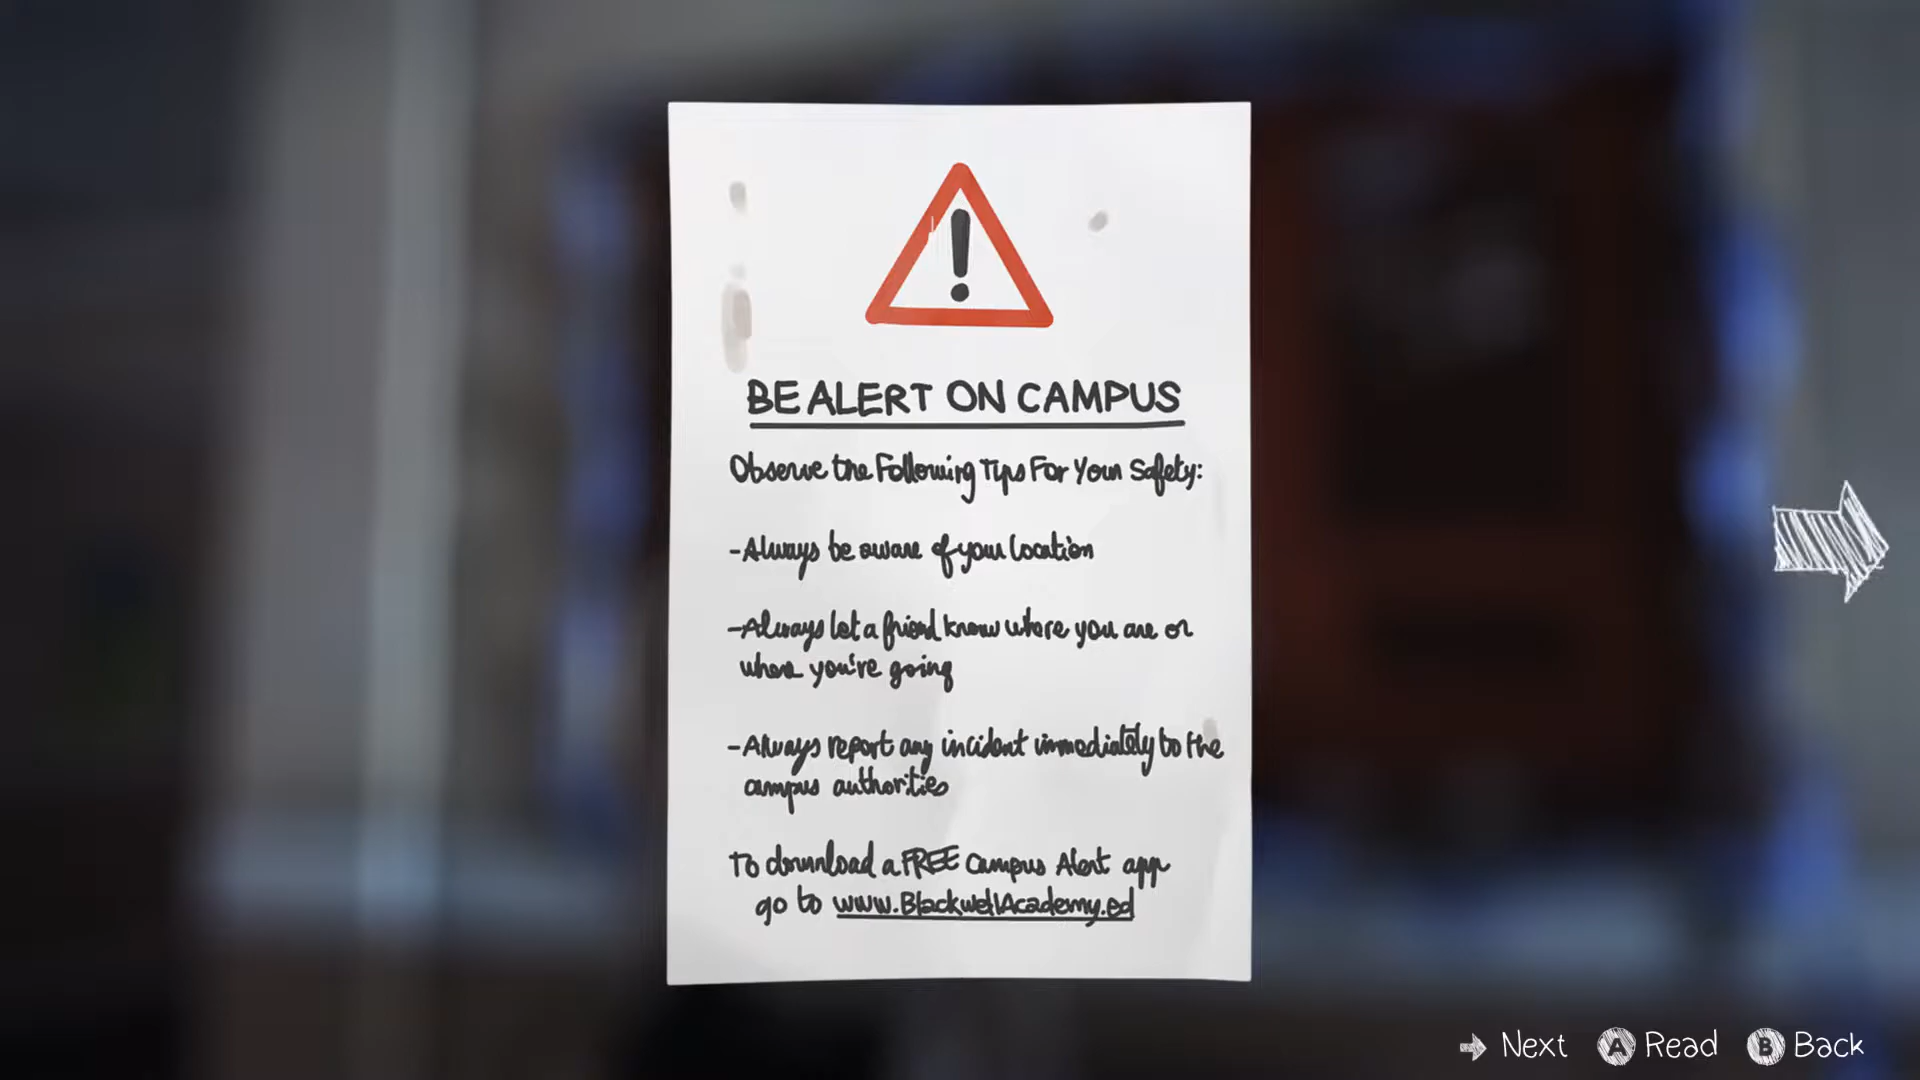 !
BE ALERT ON CAMPUS
Observe the Following Tips For Your Safety:
-Always be aware of your location
-Always let a friend know where you are or
where you're going
-Always report any incident immediately to the
campus authorities
To download a FREE Campus Alert app
go to www.BlackwellAcademy.ed
Next A Read B Back